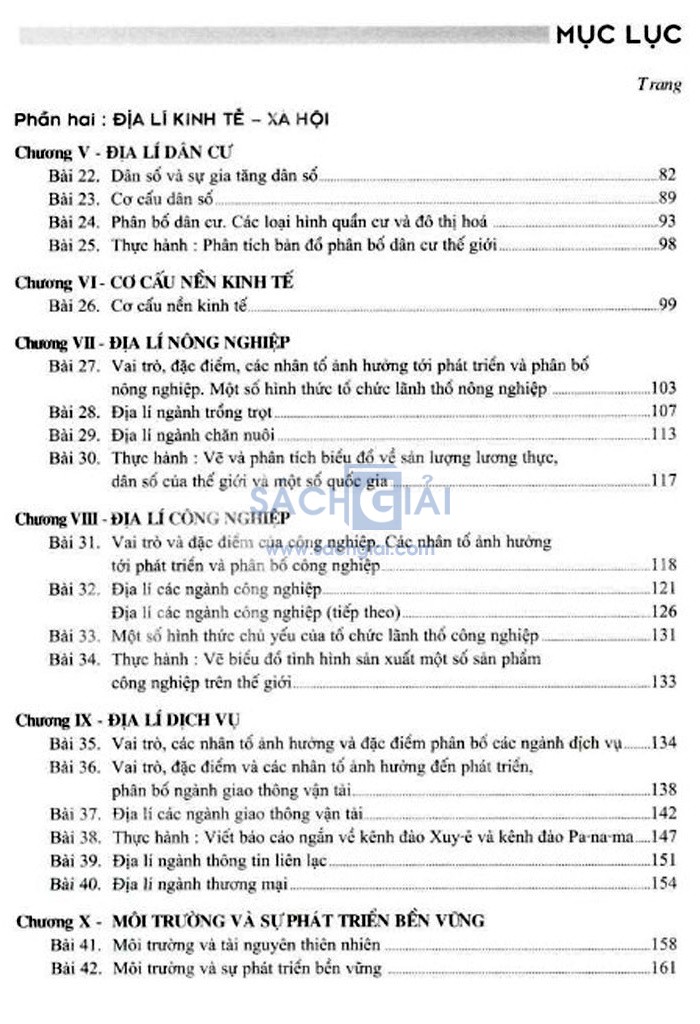 MỤC LỤC
Trang
Phần hai : ĐỊA LÍ KINH TẾ – XÃ HỘI
Chương V - ĐỊA LÍ DÂN CƯ
Bài 22. Dân số và sự gia tăng dân số 82
Bài 23. Cơ cấu dân số 89
Bài 24. Phân bố dân cư. Các loại hình quần cư và đô thị hoá 93
Bài 25. Thực hành : Phân tích bản đồ phân bố dân cư thế giới 98
Chương VI- CƠ CẤU NỀN KINH TẾ
Bài 26. Cơ cấu nền kinh tế 99
Chương VII - ĐỊA LÍ NÔNG NGHIỆP
Bài 27. Vai trò, đặc điểm, các nhân tố ảnh hưởng tới phát triển và phân bố
nông nghiệp. Một số hình thức tổ chức lãnh thổ nông nghiệp 103
Bài 28. Địa lí ngành trồng trọt 107
Bài 29. Địa lí ngành chăn nuôi 113
Bài 30. Thực hành : Vẽ và phân tích biểu đồ về sản lượng lương thực,
dân số của thế giới và một số quốc gia 117
SACHGIẢI
Chương VIII - ĐỊA LÍ CÔNG NGHIỆP
Bài 31. Vai trò và đặc điểm của công nghiệp. Các nhân tố ảnh hưởng
www.sachgiai.com
tới phát triển và phân bố công nghiệp 118
Bài 32. Địa lí các ngành công nghiệp 121
Địa lí các ngành công nghiệp (tiếp theo) 126
Bài 33. Một số hình thức chủ yếu của tổ chức lãnh thổ công nghiệp 131
Bài 34. Thực hành : Vẽ biểu đồ tình hình sản xuất một số sản phẩm
công nghiệp trên thế giới 133
Chương IX - ĐỊA LÍ DỊCH VỤ
Bài 35. Vai trò, các nhân tố ảnh hưởng và đặc điểm phân bố các ngành dịch vụ 134
Bài 36. Vai trò, đặc điểm và các nhân tố ảnh hưởng đến phát triển,
phân bố ngành giao thông vận tải 138
Bài 37. Địa lí các ngành giao thông vận tải 142
Bài 38. Thực hành : Viết báo cáo ngắn về kênh đào Xuy-ê và kênh đào Pa-na-ma 147
Bài 39. Địa lí ngành thông tin liên lạc 151
Bài 40. Địa lí ngành thương mại 154
Chương X - MÔI TRƯỜNG VÀ SỰ PHÁT TRIỂN BỀN VỮNG
Bài 41. Môi trường và tài nguyên thiên nhiên 158
Bài 42. Môi trường và sự phát triển bền vững 161